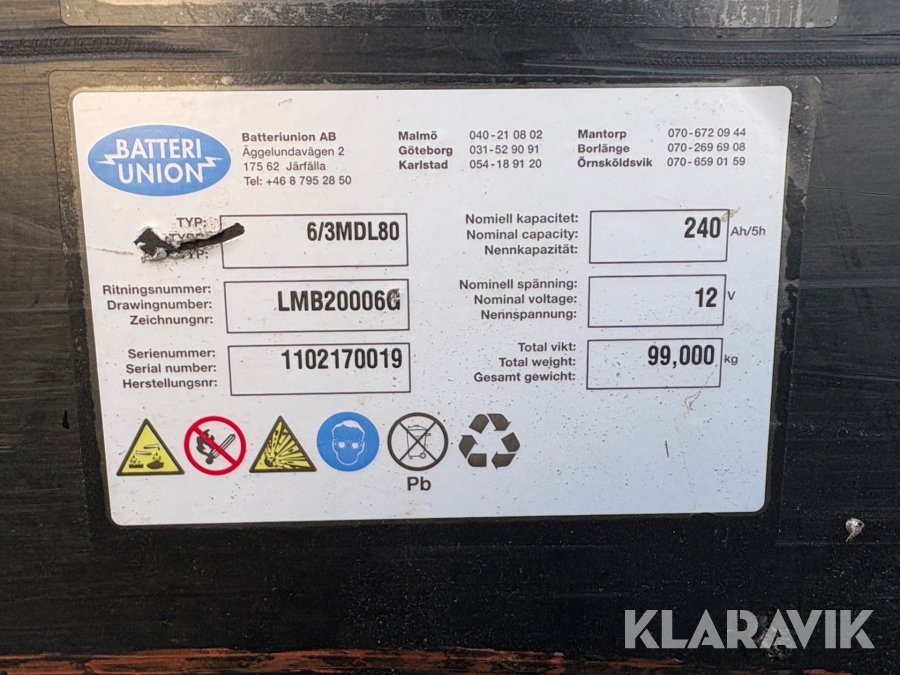 BATTERI
UNION
Batteriunion AB
Äggelundavägen 2
175 62 Järfälla
Tel: +46 8 795 28 50
Malmö 040-21 08 02
Göteborg 031-52 90 91
Karlstad 054-18 91 20
Mantorp 070-672 09 44
Borlänge 070-269 69 08
Örnsköldsvik 070-659 01 59
TYP:
TYPE:
TYP:
6/3MDL80
Ritningsnummer:
Drawingnumber:
Zeichnungnr:
LMB20006G
Serienummer:
Serial number:
Herstellungsnr:
1102170019
Nomiell kapacitet:
Nominal capacity:
Nennkapazität:
240 Ah/5h
Nominell spänning:
Nominal voltage:
Nennspannung:
12 V
Total vikt:
Total weight:
Gesamt gewicht:
99,000 kg
Pb
KLARAVIK